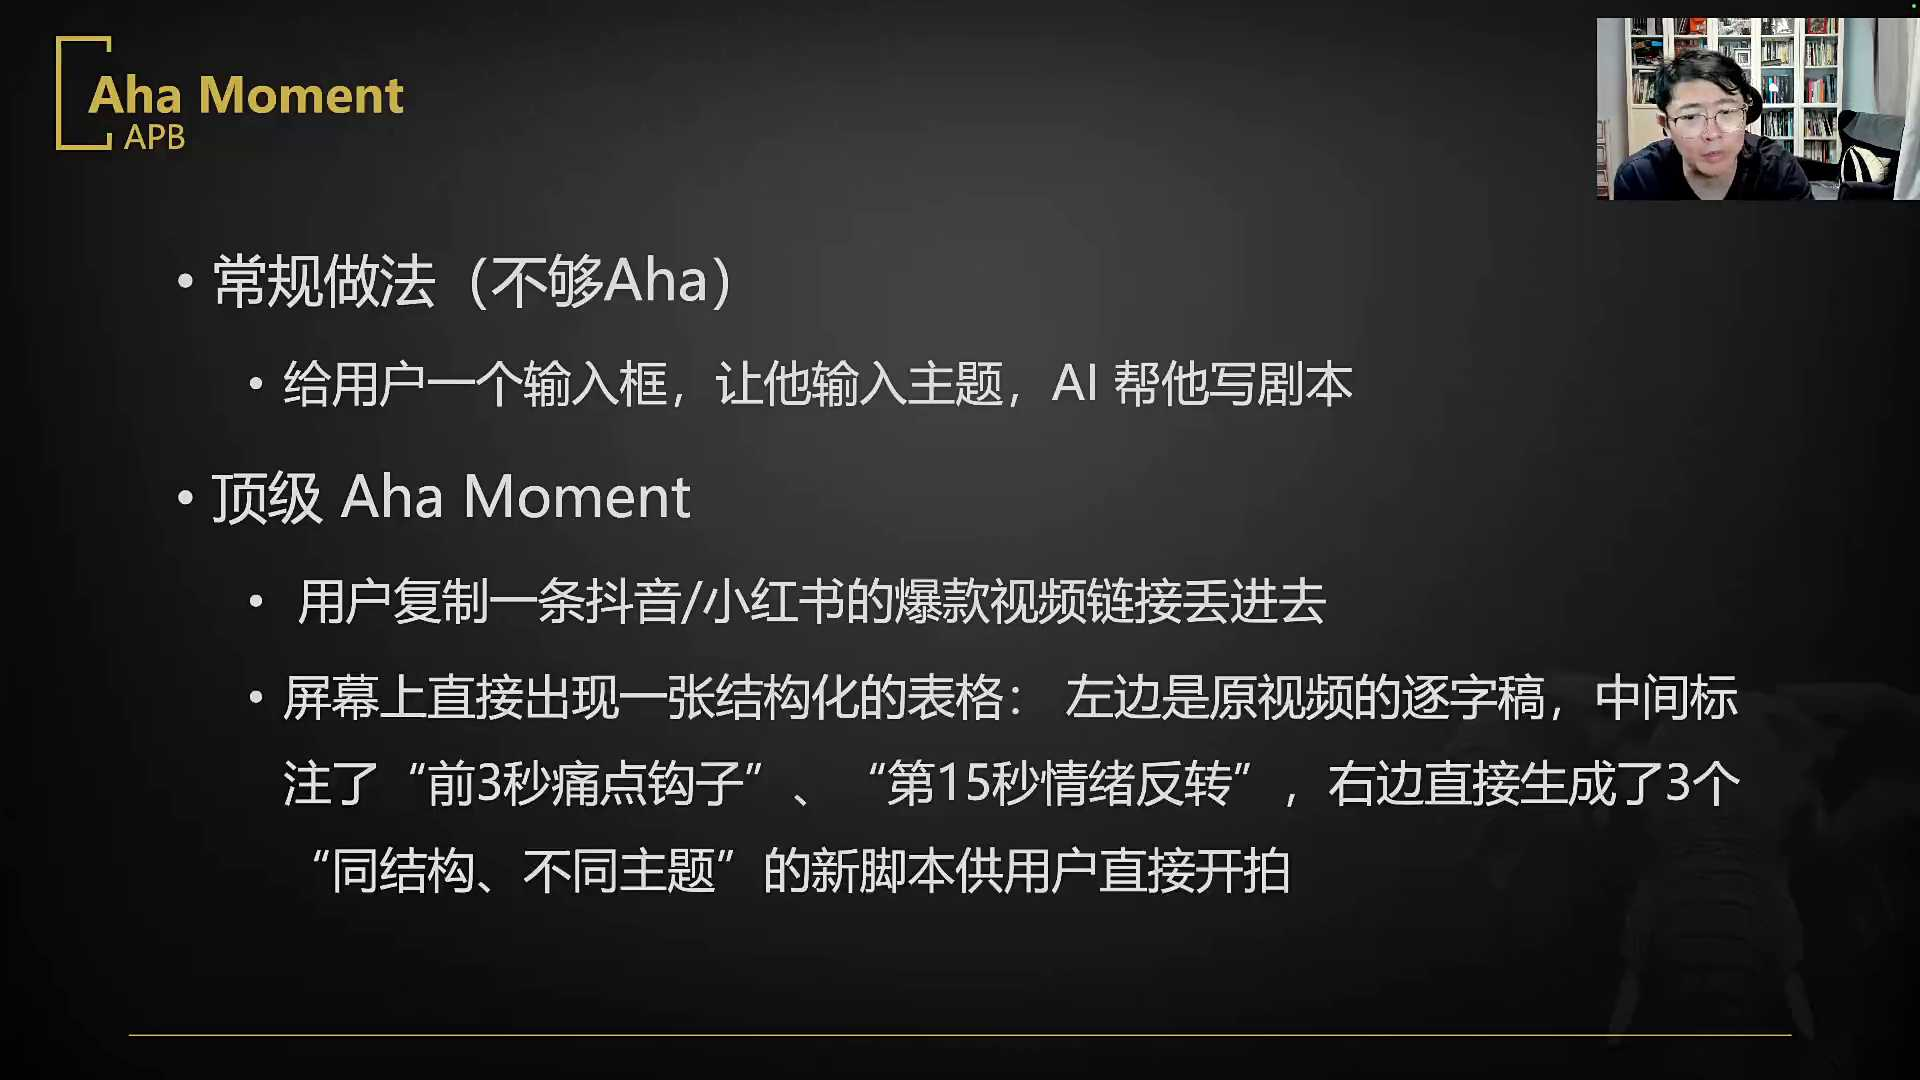 Aha Moment
APB
• 常规做法（不够Aha）
• 给用户一个输入框，让他输入主题，AI 帮他写剧本
• 顶级 Aha Moment
• 用户复制一条抖音/小红书的爆款视频链接丢进去
• 屏幕上直接出现一张结构化的表格： 左边是原视频的逐字稿，中间标
注了“前3秒痛点钩子”、“第15秒情绪反转”，右边直接生成了3个
“同结构、不同主题”的新脚本供用户直接开拍